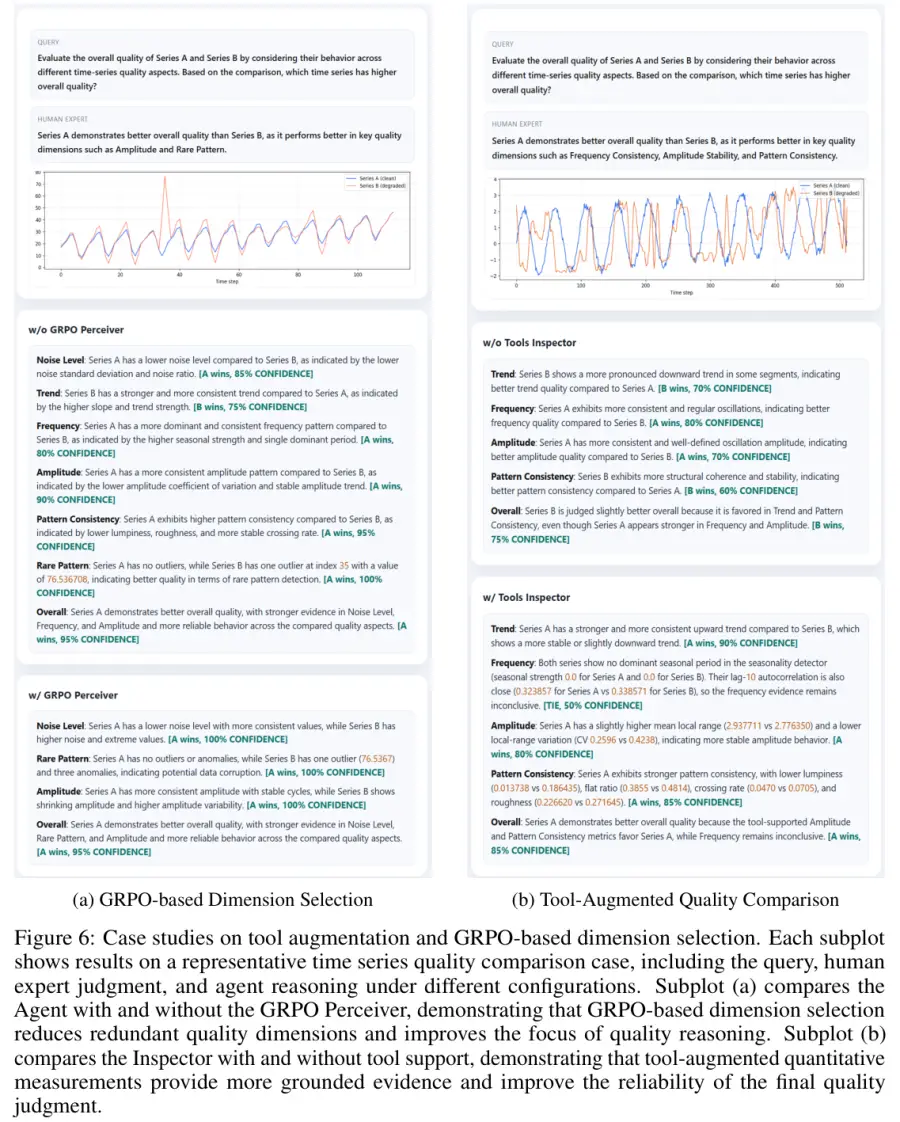 QUERY
Evaluate the overall quality of Series A and Series B by considering their behavior across
different time-series quality aspects. Based on the comparison, which time series has higher
overall quality?
HUMAN EXPERT
Series A demonstrates better overall quality than Series B, as it performs better in key quality
dimensions such as Amplitude and Rare Pattern.
80
70
60
50
40
30
20
10
0
Series A (clean)
Series B (degraded)
0 20 40 60 80 100
Time step
w/o GRPO Perceiver
Noise Level: Series A has a lower noise level compared to Series B, as indicated by the lower
noise standard deviation and noise ratio. [A wins, 85% CONFIDENCE]
Trend: Series B has a stronger and more consistent trend compared to Series A, as indicated
by the higher slope and trend strength. [B wins, 75% CONFIDENCE]
Frequency: Series A has a more dominant and consistent frequency pattern compared to
Series B, as indicated by the higher seasonal strength and single dominant period. [A wins,
80% CONFIDENCE]
Amplitude: Series A has a more consistent amplitude pattern compared to Series B, as
indicated by the lower amplitude coefficient of variation and stable amplitude trend. [A wins,
90% CONFIDENCE]
Pattern Consistency: Series A exhibits higher pattern consistency compared to Series B, as
indicated by lower lumpiness, roughness, and more stable crossing rate. [A wins, 95%
CONFIDENCE]
Rare Pattern: Series A has no outliers, while Series B has one outlier at index 35 with a value
of 76.536708, indicating better quality in terms of rare pattern detection. [A wins, 100%
CONFIDENCE]
Overall: Series A demonstrates better overall quality, with stronger evidence in Noise Level,
Frequency, and Amplitude and more reliable behavior across the compared quality aspects. [A
wins, 95% CONFIDENCE]
w/ GRPO Perceiver
Noise Level: Series A has a lower noise level with more consistent values, while Series B has
higher noise and extreme values. [A wins, 100% CONFIDENCE]
Rare Pattern: Series A has no outliers or anomalies, while Series B has one outlier (76.5367)
and three anomalies, indicating potential data corruption. [A wins, 100% CONFIDENCE]
Amplitude: Series A has more consistent amplitude with stable cycles, while Series B shows
shrinking amplitude and higher amplitude variability. [A wins, 100% CONFIDENCE]
Overall: Series A demonstrates better overall quality, with stronger evidence in Noise Level,
Rare Pattern, and Amplitude and more reliable behavior across the compared quality aspects.
[A wins, 95% CONFIDENCE]
(a) GRPO-based Dimension Selection
QUERY
Evaluate the overall quality of Series A and Series B by considering their behavior across
different time-series quality aspects. Based on the comparison, which time series has higher
overall quality?
HUMAN EXPERT
Series A demonstrates better overall quality than Series B, as it performs better in key quality
dimensions such as Frequency Consistency, Amplitude Stability, and Pattern Consistency.
4
3
2
1
0
−1
−2
Series A (clean)
Series B (degraded)
0 100 200 300 400 500
Time step
w/o Tools Inspector
Trend: Series B shows a more pronounced downward trend in some segments, indicating
better trend quality compared to Series A. [B wins, 70% CONFIDENCE]
Frequency: Series A exhibits more consistent and regular oscillations, indicating better
frequency quality compared to Series B. [A wins, 80% CONFIDENCE]
Amplitude: Series A has more consistent and well-defined oscillation amplitude, indicating
better amplitude quality compared to Series B. [A wins, 70% CONFIDENCE]
Pattern Consistency: Series B exhibits more structural coherence and stability, indicating
better pattern consistency compared to Series A. [B wins, 60% CONFIDENCE]
Overall: Series B is judged slightly better overall because it is favored in Trend and Pattern
Consistency, even though Series A appears stronger in Frequency and Amplitude. [B wins,
75% CONFIDENCE]
w/ Tools Inspector
Trend: Series A has a stronger and more consistent upward trend compared to Series B, which
shows a more stable or slightly downward trend. [A wins, 90% CONFIDENCE]
Frequency: Both series show no dominant seasonal period in the seasonality detector
(seasonal strength 0.0 for Series A and 0.0 for Series B). Their lag-10 autocorrelation is also
close (0.323857 for Series A vs 0.338571 for Series B), so the frequency evidence remains
inconclusive. [TIE, 50% CONFIDENCE]
Amplitude: Series A has a slightly higher mean local range (2.937711 vs 2.776350) and a lower
local-range variation (CV 0.2596 vs 0.4238), indicating more stable amplitude behavior. [A
wins, 80% CONFIDENCE]
Pattern Consistency: Series A exhibits stronger pattern consistency, with lower lumpiness
(0.013738 vs 0.186435), flat ratio (0.3855 vs 0.4814), crossing rate (0.0470 vs 0.0705), and
roughness (0.226620 vs 0.271645). [A wins, 85% CONFIDENCE]
Overall: Series A demonstrates better overall quality because the tool-supported Amplitude
and Pattern Consistency metrics favor Series A, while Frequency remains inconclusive. [A wins,
85% CONFIDENCE]
(b) Tool-Augmented Quality Comparison
Figure 6: Case studies on tool augmentation and GRPO-based dimension selection. Each subplot
shows results on a representative time series quality comparison case, including the query, human
expert judgment, and agent reasoning under different configurations. Subplot (a) compares the
Agent with and without the GRPO Perceiver, demonstrating that GRPO-based dimension selection
reduces redundant quality dimensions and improves the focus of quality reasoning. Subplot (b)
compares the Inspector with and without tool support, demonstrating that tool-augmented quantitative
measurements provide more grounded evidence and improve the reliability of the final quality
judgment.